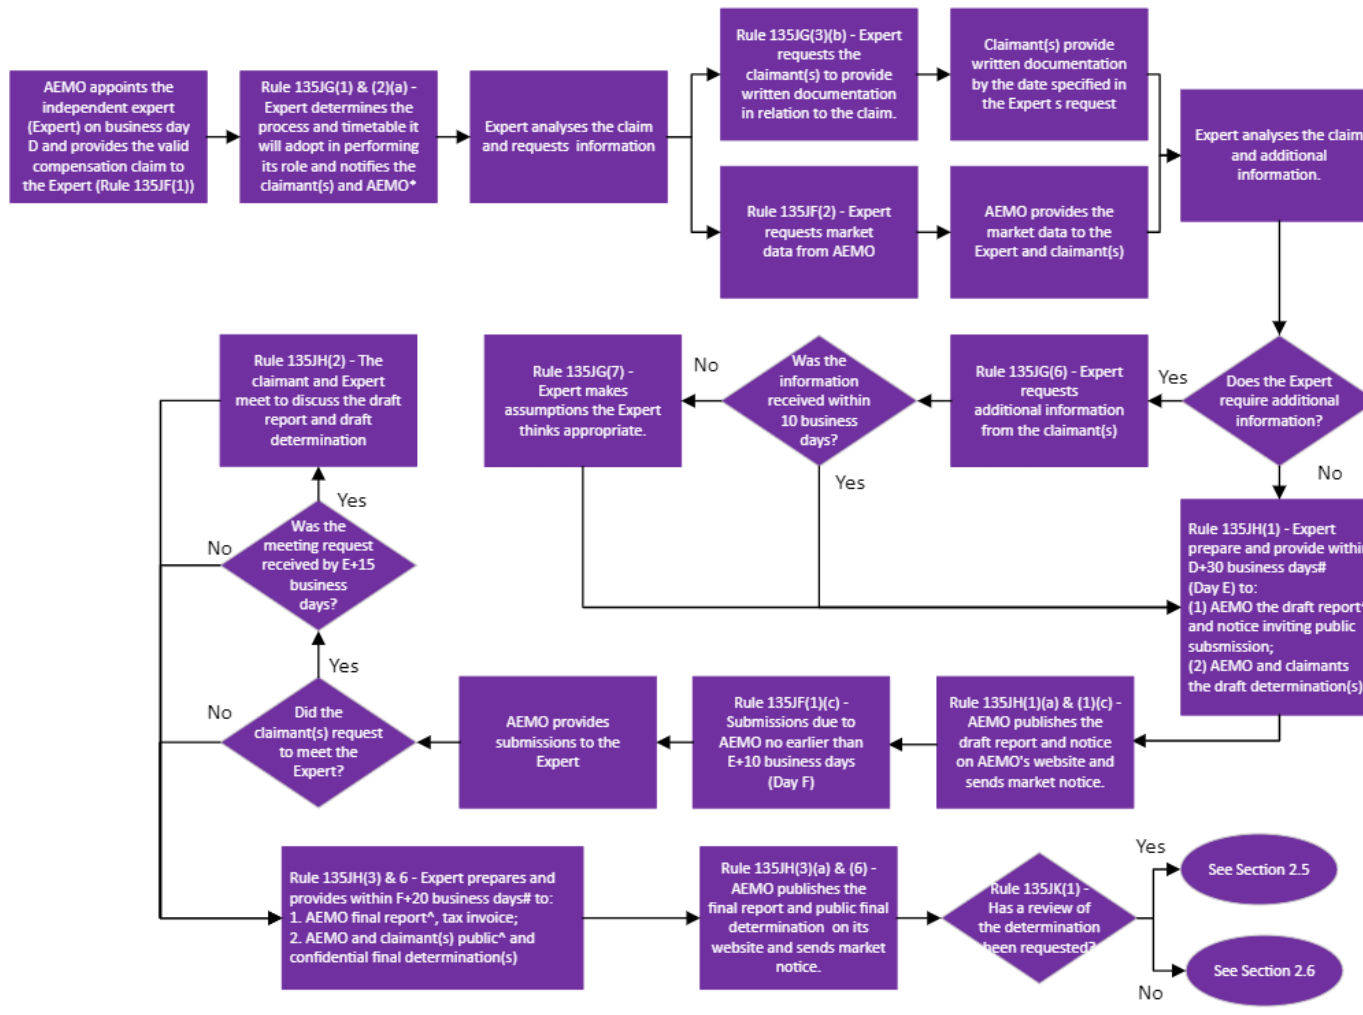 AEMO appoints the
independent expert
(Expert) on business day
D and provides the valid
compensation claim to
the Expert (Rule 135JF(1))
Rule 135JG(1) & (2)(a) -
Expert determines the
process and timetable it
will adopt in performing
its role and notifies the
claimant(s) and AEMO*
Expert analyses the claim
and requests information
Rule 135JG(3)(b) - Expert
requests the
claimant(s) to provide
written documentation
in relation to the claim.
Claimant(s) provide
written documentation
by the date specified in
the Expert s request
Rule 135JF(2) - Expert
requests market
data from AEMO
AEMO provides the
market data to the
Expert and claimant(s)
Expert analyses the claim
and additional
information.
Does the Expert
require additional
information?
Yes
No
Rule 135JG(6) - Expert
requests
additional information
from the claimant(s)
Was the
information
received within
10 business
days?
No
Yes
Rule 135JG(7) -
Expert makes
assumptions the Expert
thinks appropriate.
Rule 135JH(1) - Expert
prepare and provide within
D+30 business days#
(Day E) to:
(1) AEMO the draft report^
and notice inviting public
subsmission;
(2) AEMO and claimants
the draft determination(s)
Rule 135JH(1)(a) & (1)(c) -
AEMO publishes the
draft report and notice
on AEMO's website and
sends market notice.
Rule 135JF(1)(c) -
Submissions due to
AEMO no earlier than
E+10 business days
(Day F)
AEMO provides
submissions to the
Expert
Did the
claimant(s) request
to meet the
Expert?
No
Yes
Was the
meeting request
received by E+15
business
days?
No
Yes
Rule 135JH(2) - The
claimant and Expert
meet to discuss the draft
report and draft
determination
Rule 135JH(3) & 6 - Expert prepares and
provides within F+20 business days# to:
1. AEMO final report^, tax invoice;
2. AEMO and claimant(s) public^ and
confidential final determination(s)
Rule 135JH(3)(a) & (6) -
AEMO publishes the
final report and public final
determination on its
website and sends market
notice.
Rule 135JK(1) -
Has a review of
the determination
been requested?
Yes
See Section 2.5
No
See Section 2.6